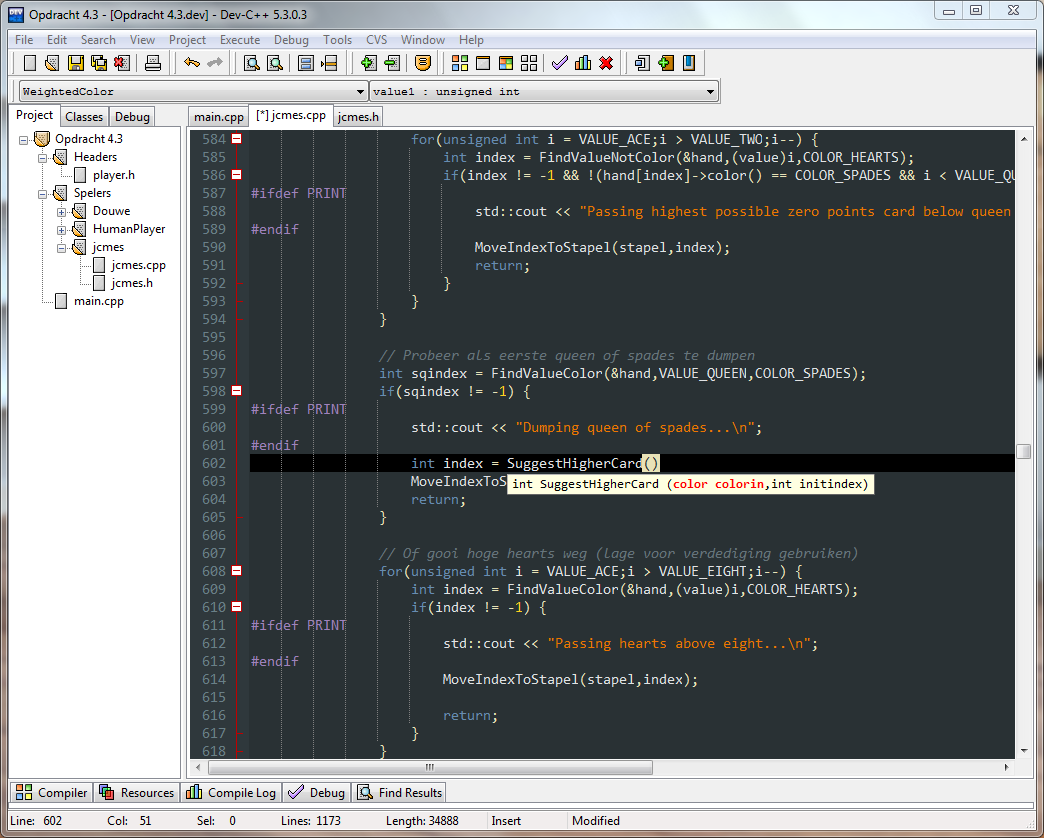 Opdracht 4.3 - [Opdracht 4.3.dev] - Dev-C++ 5.3.0.3
File Edit Search View Project Execute Debug Tools CVS Window Help
WeightedColor value1 : unsigned int
Project Classes Debug
main.cpp [*] jcmes.cpp jcmes.h
Opdracht 4.3
Headers
player.h
Spelers
Douwe
HumanPlayer
jcmes
jcmes.cpp
jcmes.h
main.cpp
584 for(unsigned int i = VALUE_ACE;i > VALUE_TWO;i--) {
585 int index = FindValueNotColor(&hand,(value)i,COLOR_HEARTS);
586 if(index != -1 && !(hand[index]->color() == COLOR_SPADES && i < VALUE_QU
587 #ifdef PRINT
588 std::cout << "Passing highest possible zero points card below queen
589 #endif
590 MoveIndexToStapel(stapel,index);
591 return;
592 }
593 }
594 }
595
596 // Probeer als eerste queen of spades te dumpen
597 int sqindex = FindValueColor(&hand,VALUE_QUEEN,COLOR_SPADES);
598 if(sqindex != -1) {
599 #ifdef PRINT
600 std::cout << "Dumping queen of spades...\n";
601 #endif
602 int index = SuggestHigherCard()
603 MoveIndexToS
int SuggestHigherCard (color colorin,int initindex)
604 return;
605 }
606
607 // Of gooi hoge hearts weg (lage voor verdediging gebruiken)
608 for(unsigned int i = VALUE_ACE;i > VALUE_EIGHT;i--) {
609 int index = FindValueColor(&hand,(value)i,COLOR_HEARTS);
610 if(index != -1) {
611 #ifdef PRINT
612 std::cout << "Passing hearts above eight...\n";
613 #endif
614 MoveIndexToStapel(stapel,index);
615
616 return;
617 }
618 }
Compiler Resources Compile Log Debug Find Results
Line: 602 Col: 51 Sel: 0 Lines: 1173 Length: 34888 Insert Modified